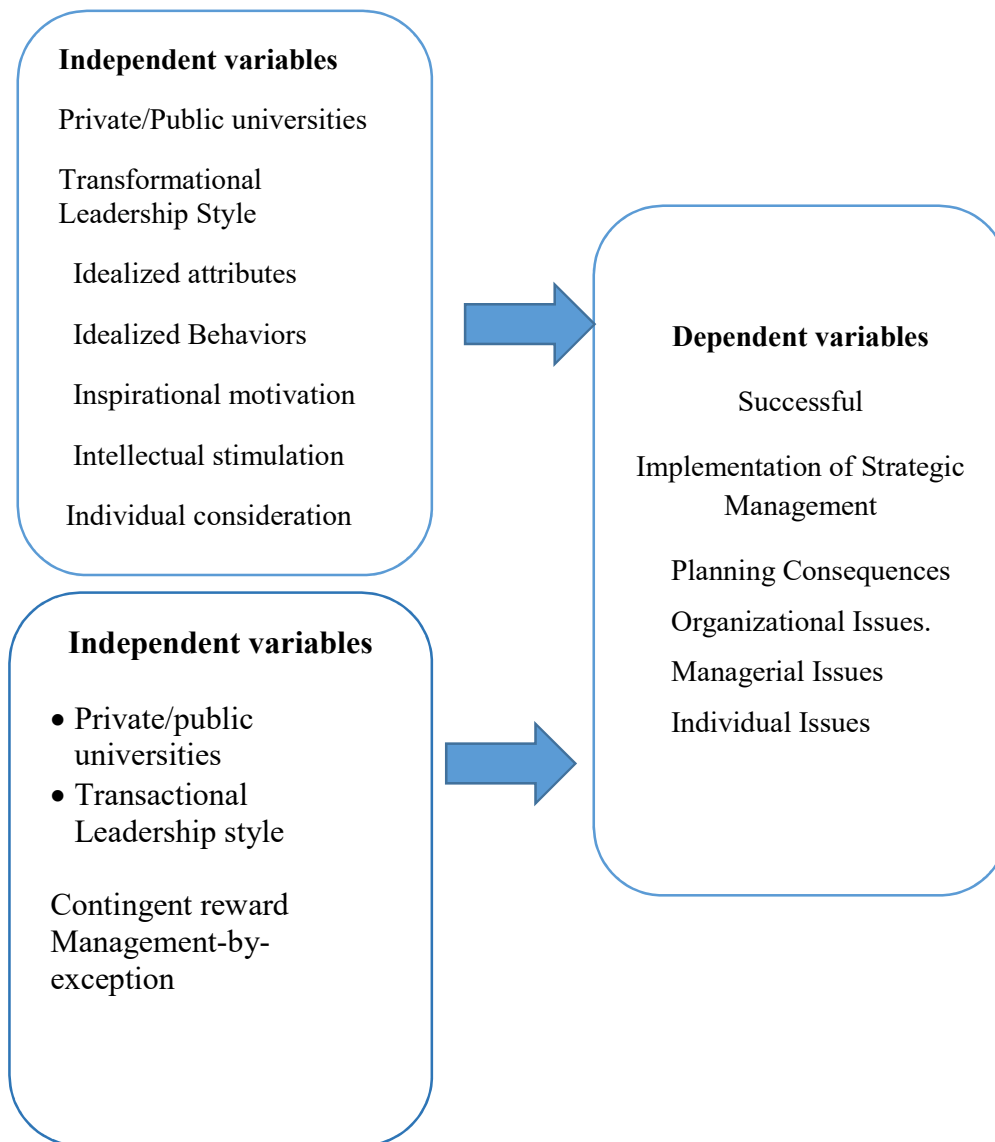 Independent variables
Private/Public universities
Transformational
Leadership Style
Idealized attributes
Idealized Behaviors
Inspirational motivation
Intellectual stimulation
Individual consideration
Independent variables
• Private/public
universities
• Transactional
Leadership style
Contingent reward
Management-by-
exception
Dependent variables
Successful
Implementation of Strategic
Management
Planning Consequences
Organizational Issues.
Managerial Issues
Individual Issues